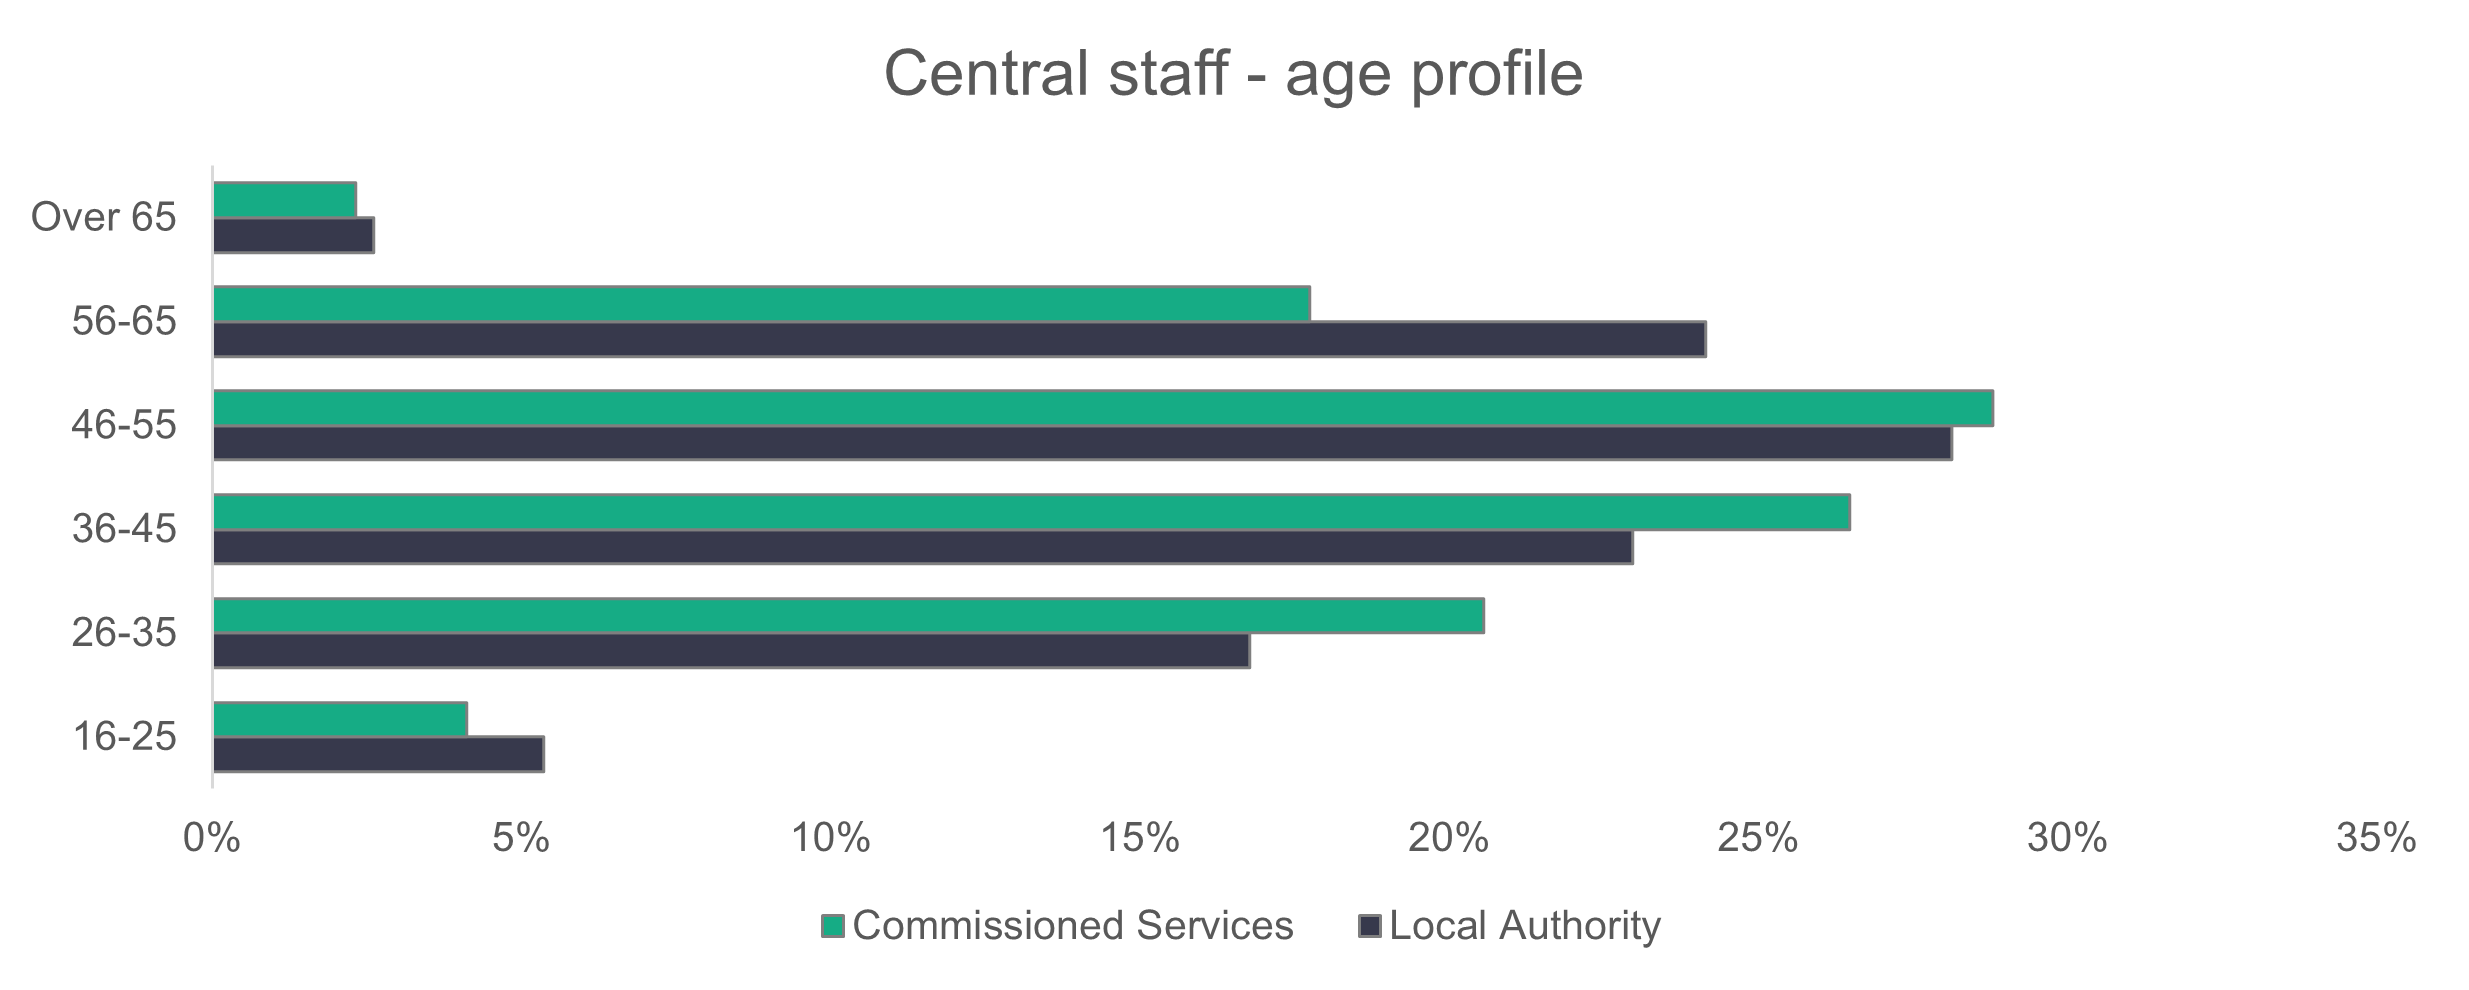 Central staff - age profile
Over 65
56-65
46-55
36-45
26-35
16-25
0% 5% 10% 15% 20% 25% 30% 35%
Commissioned Services Local Authority